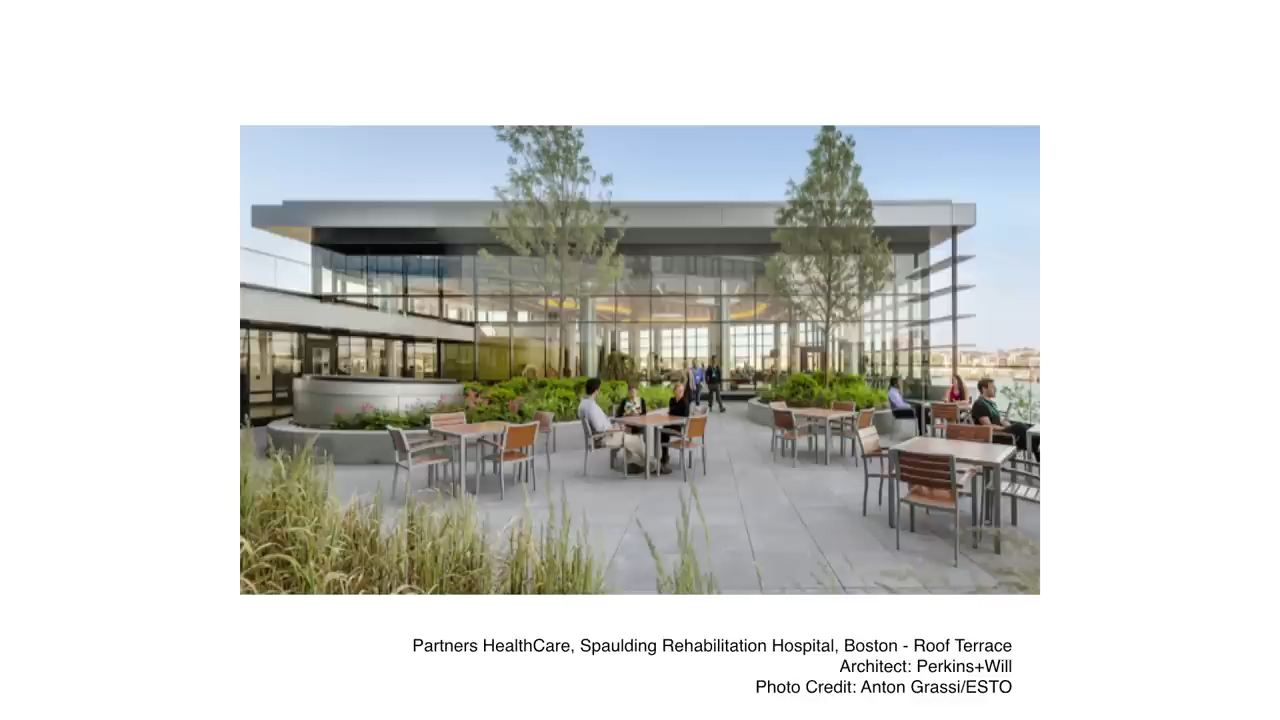 Partners HealthCare, Spaulding Rehabilitation Hospital, Boston - Roof Terrace
Architect: Perkins+Will
Photo Credit: Anton Grassi/ESTO